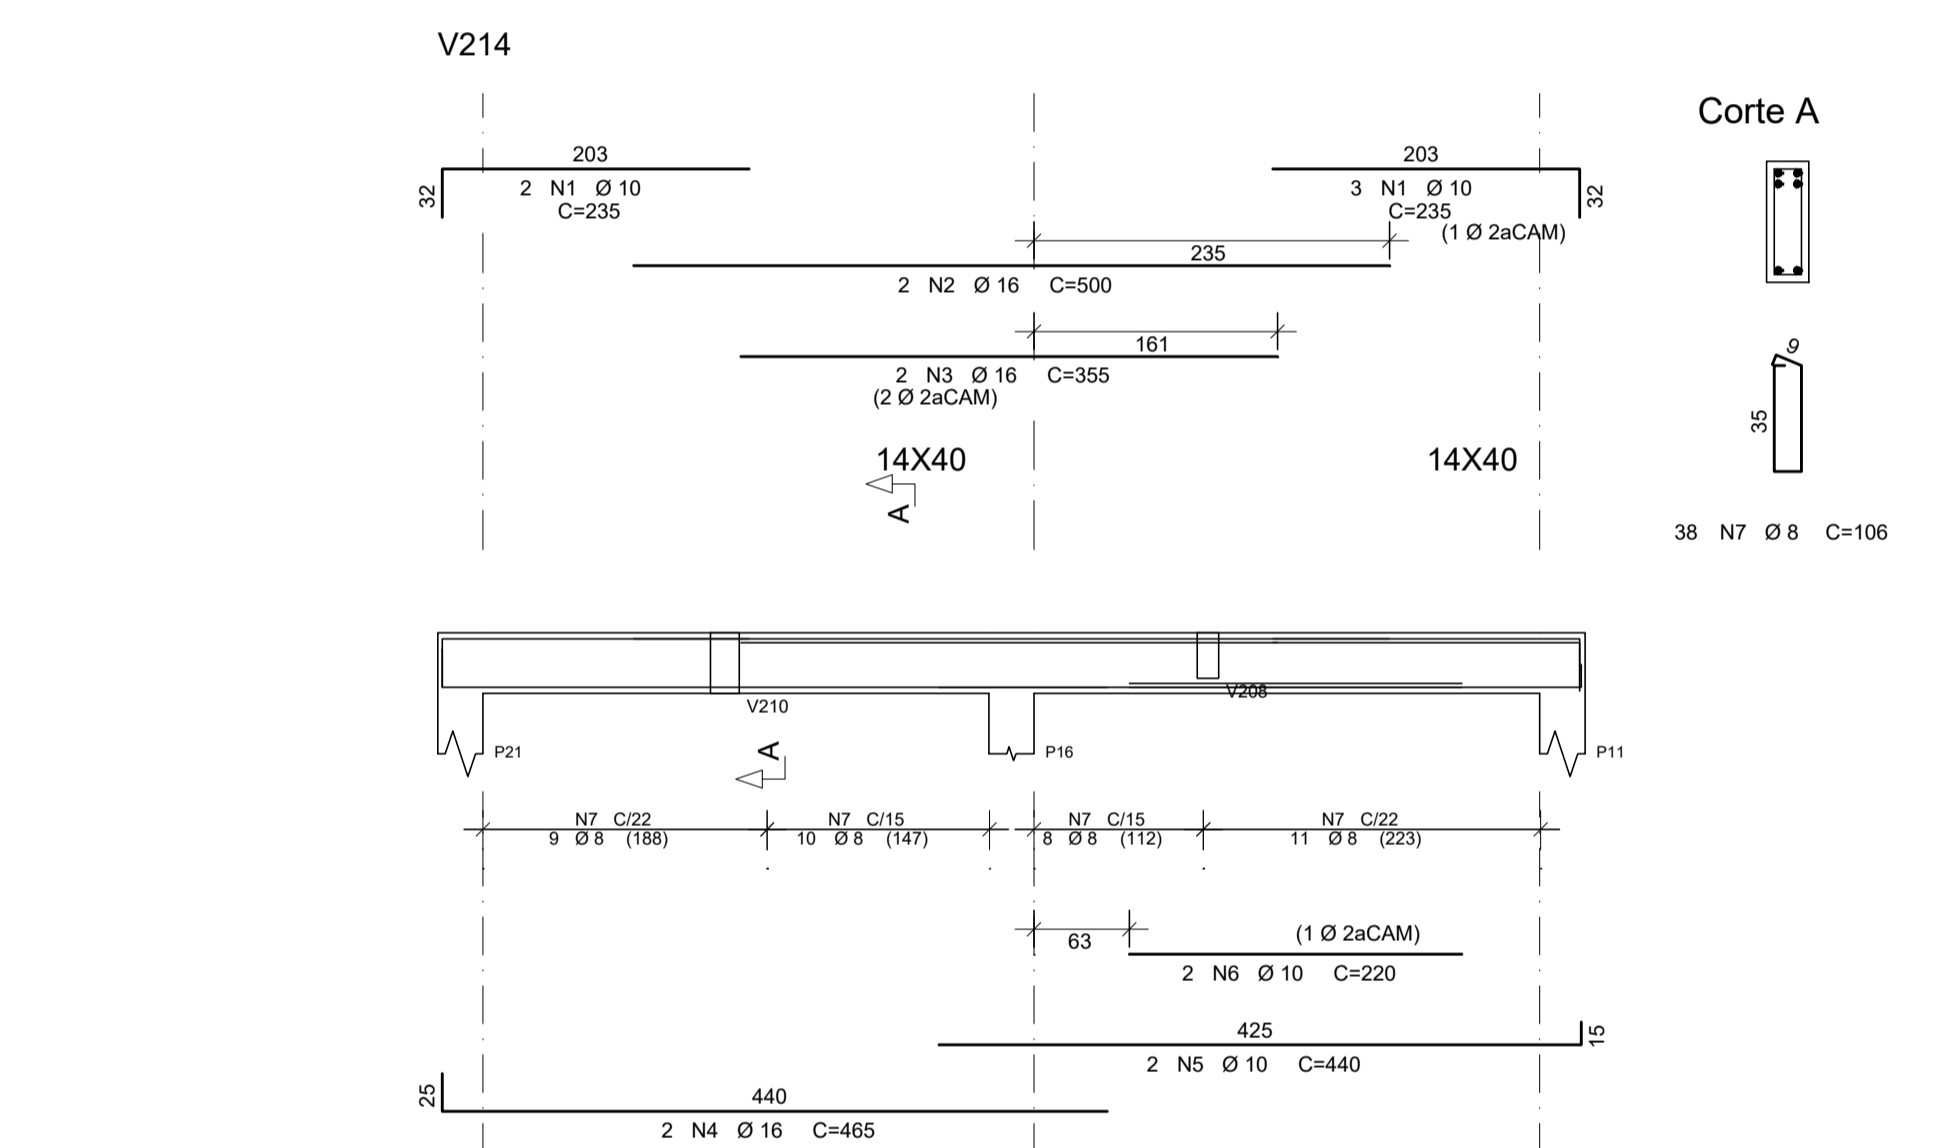 V214
Corte A
203
2 N1 Ø 10
C=235
32
203
3 N1 Ø 10
C=235
(1 Ø 2aCAM)
32
235
2 N2 Ø 16 C=500
161
2 N3 Ø 16 C=355
(2 Ø 2aCAM)
14X40
14X40
A
9
35
38 N7 Ø 8 C=106
V210
V208
P21
A
P16
P11
N7 C/22
9 Ø 8 (188)
N7 C/15
10 Ø 8 (147)
N7 C/15
8 Ø 8 (112)
N7 C/22
11 Ø 8 (223)
63
(1 Ø 2aCAM)
2 N6 Ø 10 C=220
425
15
2 N5 Ø 10 C=440
25
440
2 N4 Ø 16 C=465